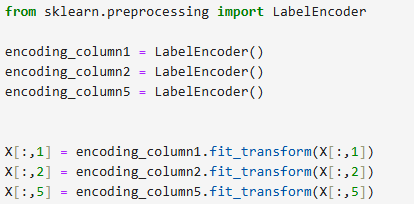 from sklearn.preprocessing import LabelEncoder
encoding_column1 = LabelEncoder()
encoding_column2 = LabelEncoder()
encoding_column5 = LabelEncoder()
X[:,1] = encoding_column1.fit_transform(X[:,1])
X[:,2] = encoding_column2.fit_transform(X[:,2])
X[:,5] = encoding_column5.fit_transform(X[:,5])